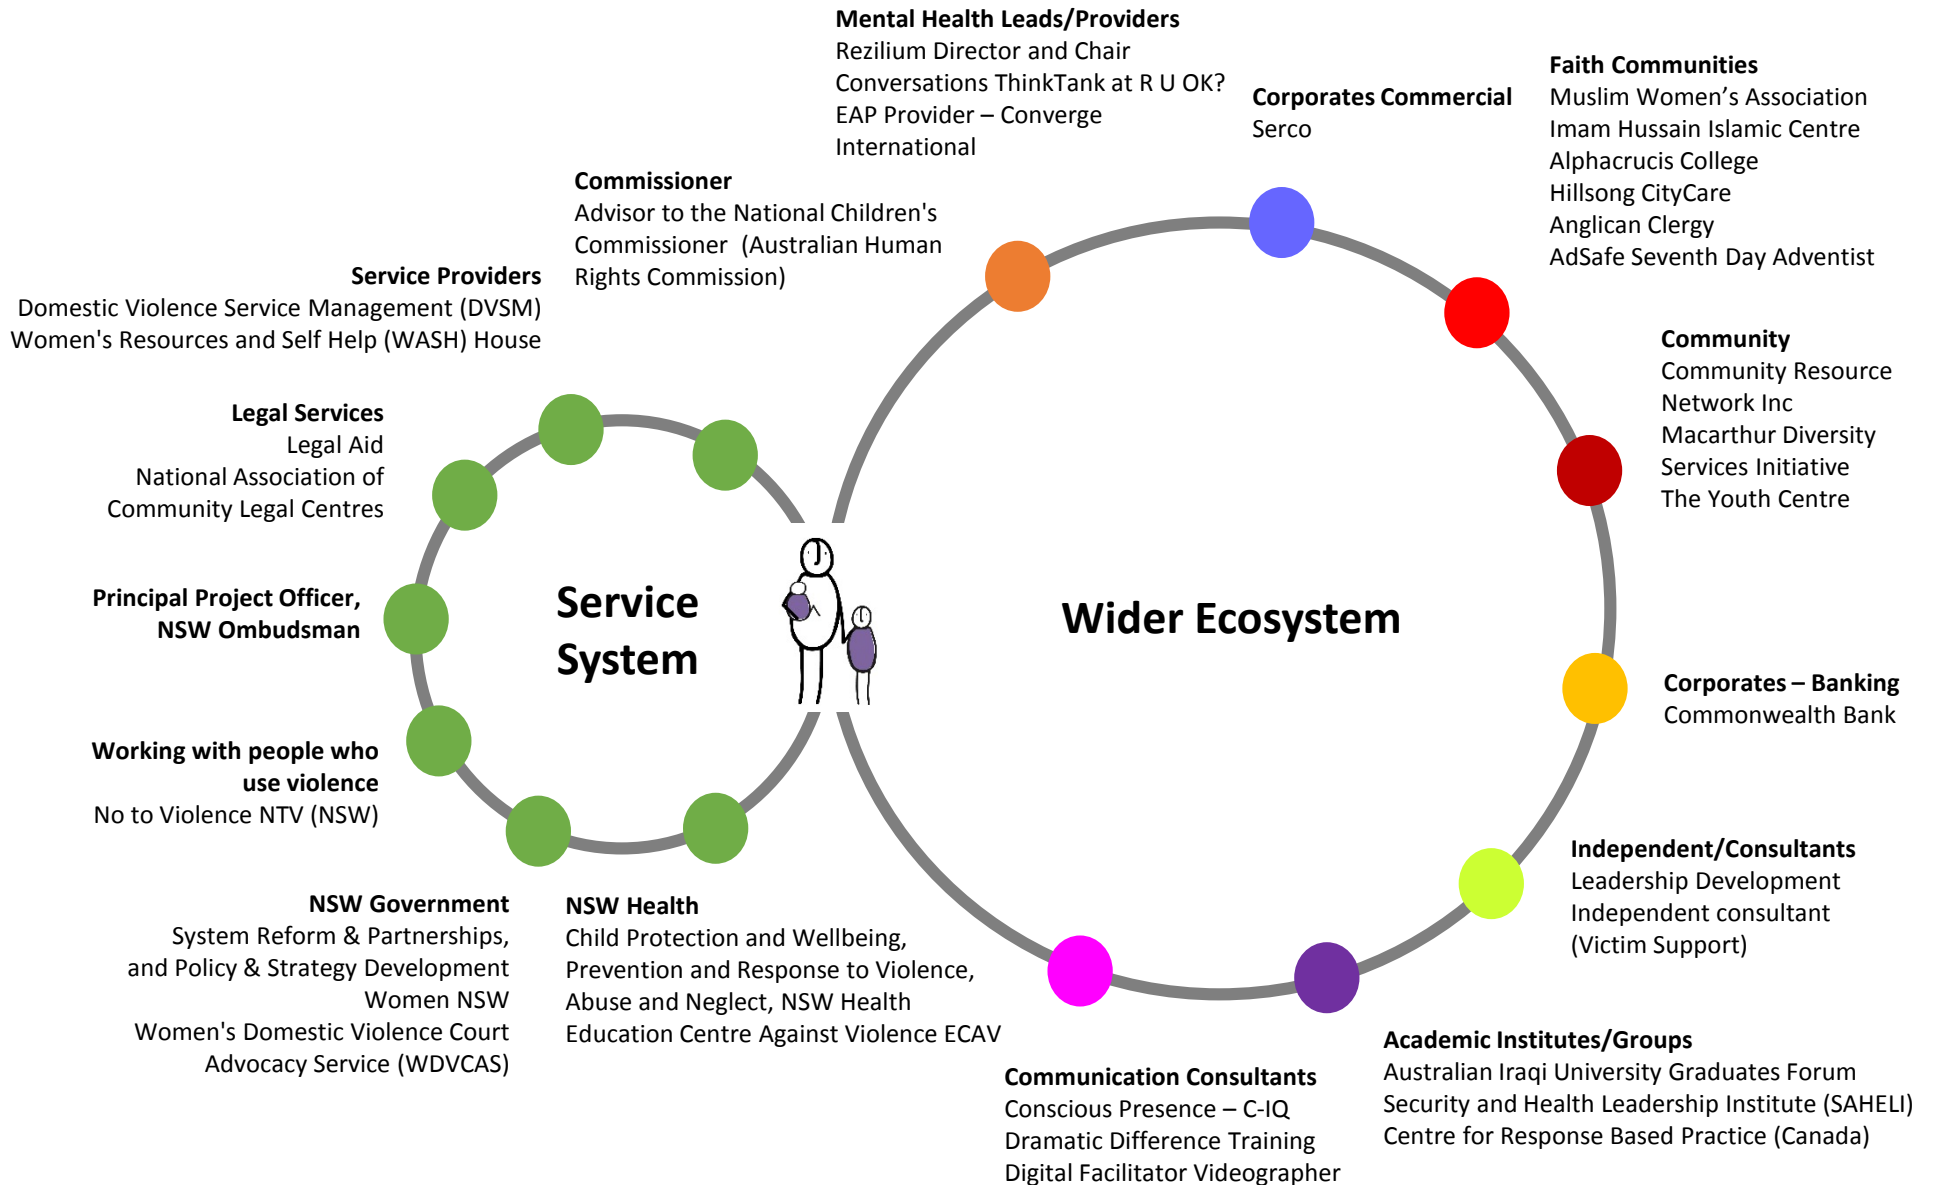 Mental Health Leads/Providers
Rezilium Director and Chair
Conversations ThinkTank at R U OK?
EAP Provider – Converge
International
Corporates Commercial
Serco
Faith Communities
Muslim Women's Association
Imam Hussain Islamic Centre
Alphacrucis College
Hillsong CityCare
Anglican Clergy
AdSafe Seventh Day Adventist
Commissioner
Advisor to the National Children's
Commissioner (Australian Human
Rights Commission)
Service Providers
Domestic Violence Service Management (DVSM)
Women's Resources and Self Help (WASH) House
Community
Community Resource
Network Inc
Macarthur Diversity
Services Initiative
The Youth Centre
Legal Services
Legal Aid
National Association of
Community Legal Centres
Principal Project Officer,
NSW Ombudsman
Service
System
Wider Ecosystem
Corporates – Banking
Commonwealth Bank
Working with people who
use violence
No to Violence NTV (NSW)
Independent/Consultants
Leadership Development
Independent consultant
(Victim Support)
NSW Government
System Reform & Partnerships,
and Policy & Strategy Development
Women NSW
Women's Domestic Violence Court
Advocacy Service (WDVCAS)
NSW Health
Child Protection and Wellbeing,
Prevention and Response to Violence,
Abuse and Neglect, NSW Health
Education Centre Against Violence ECAV
Communication Consultants
Conscious Presence – C-IQ
Dramatic Difference Training
Digital Facilitator Videographer
Academic Institutes/Groups
Australian Iraqi University Graduates Forum
Security and Health Leadership Institute (SAHELI)
Centre for Response Based Practice (Canada)